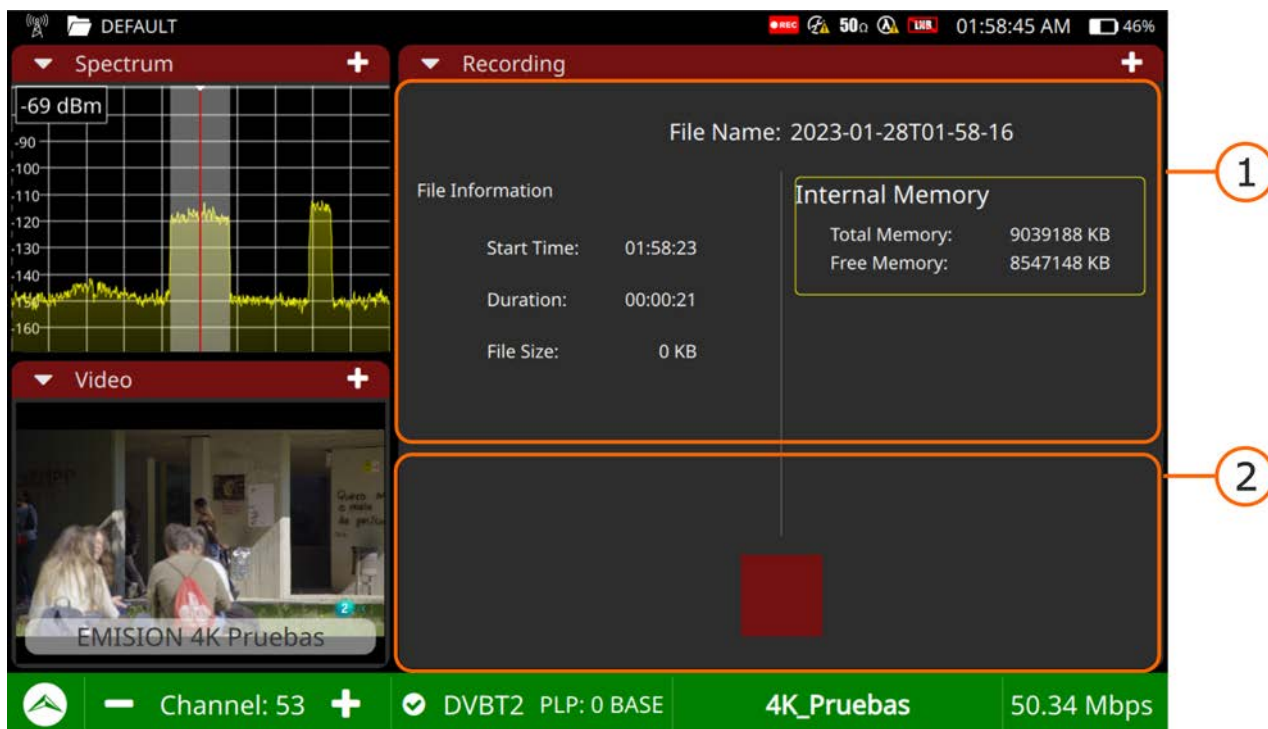 DEFAULT
REC 50Ω LNB 01:58:45 AM 46%
Spectrum
-69 dBm
-90
-100
-110
-120
-130
-140
-150
-160
Video
EMISION 4K Pruebas
2
Recording
File Name: 2023-01-28T01-58-16
File Information
Start Time: 01:58:23
Duration: 00:00:21
File Size: 0 KB
Internal Memory
Total Memory: 9039188 KB
Free Memory: 8547148 KB
1
2
Channel: 53
DVBT2 PLP: 0 BASE
4K_Pruebas
50.34 Mbps